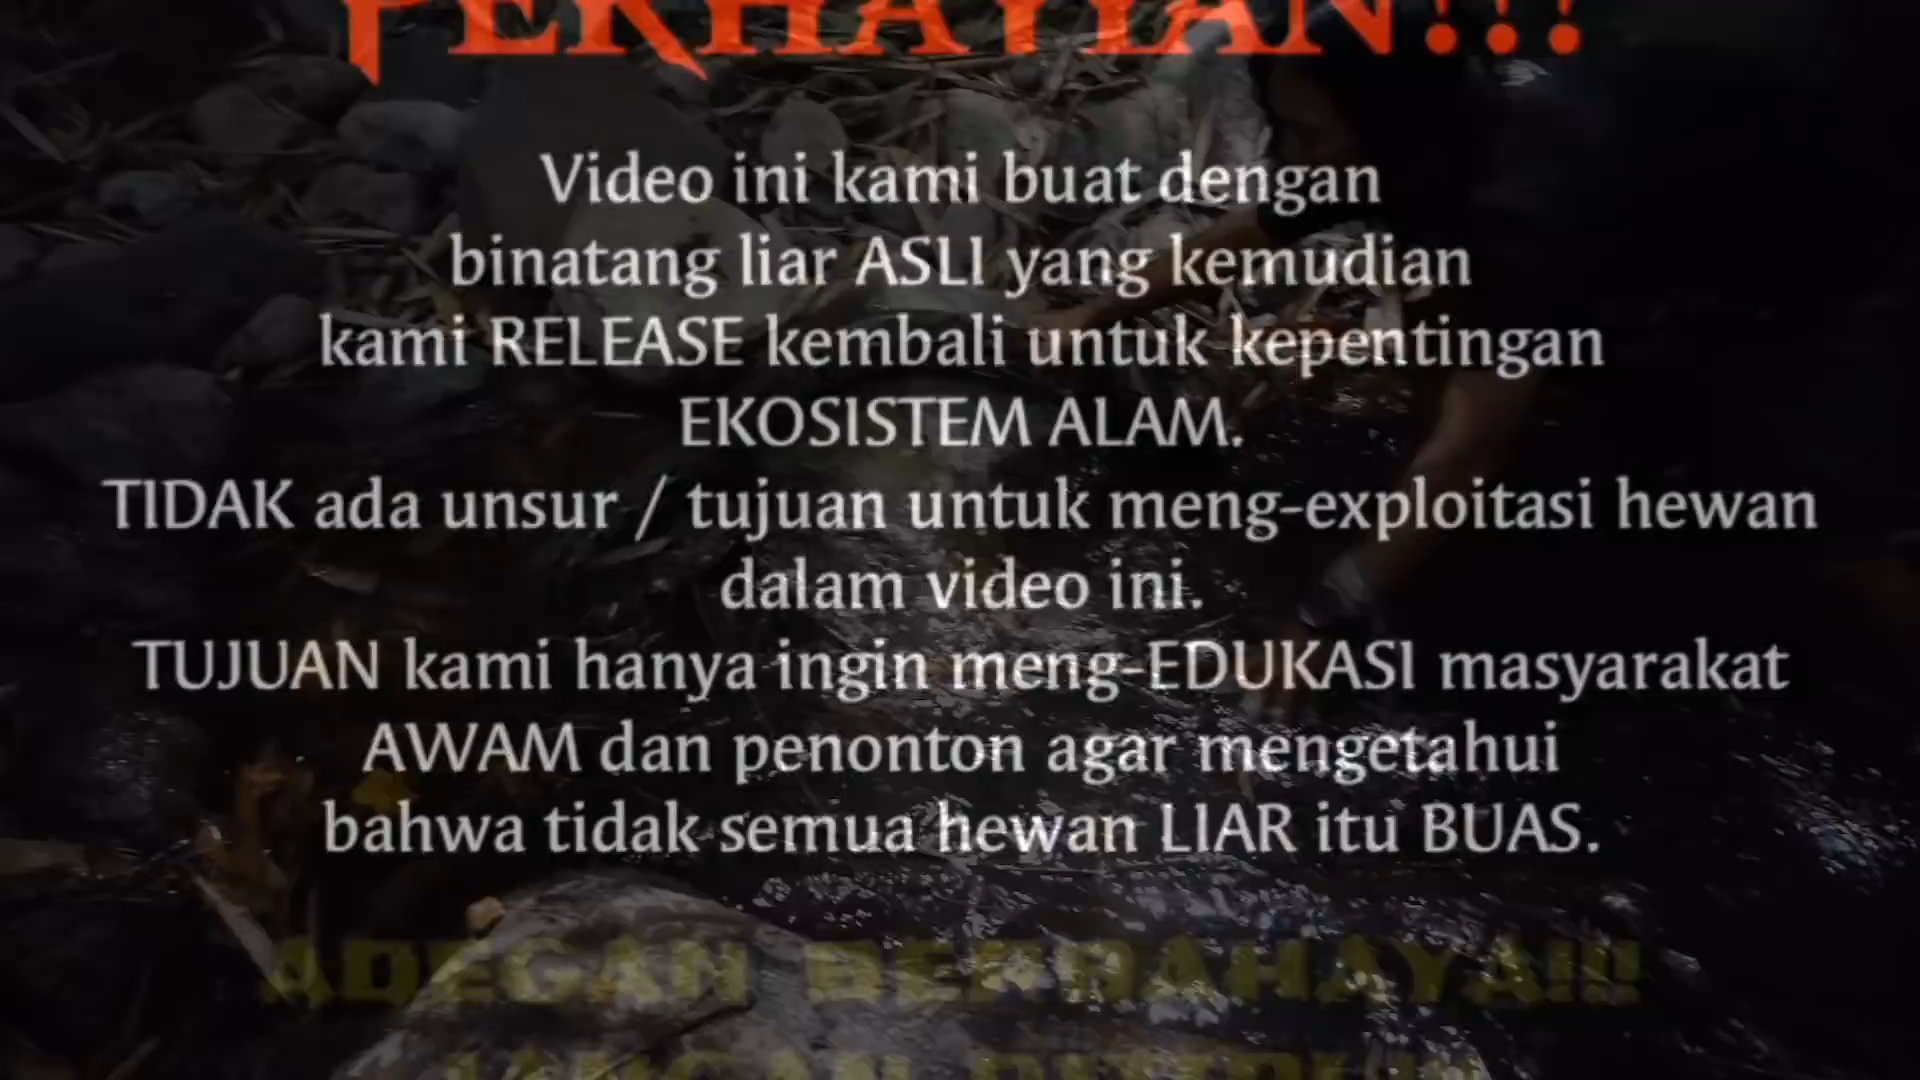 PERHATIAN!!!
Video ini kami buat dengan
binatang liar ASLI yang kemudian
kami RELEASE kembali untuk kepentingan
EKOSISTEM ALAM.
TIDAK ada unsur / tujuan untuk meng-exploitasi hewan
dalam video ini.
TUJUAN kami hanya ingin meng-EDUKASI masyarakat
AWAM dan penonton agar mengetahui
bahwa tidak semua hewan LIAR itu BUAS.
ADEGAN BERBAHAYA!!!
JANGAN DITIRU!!